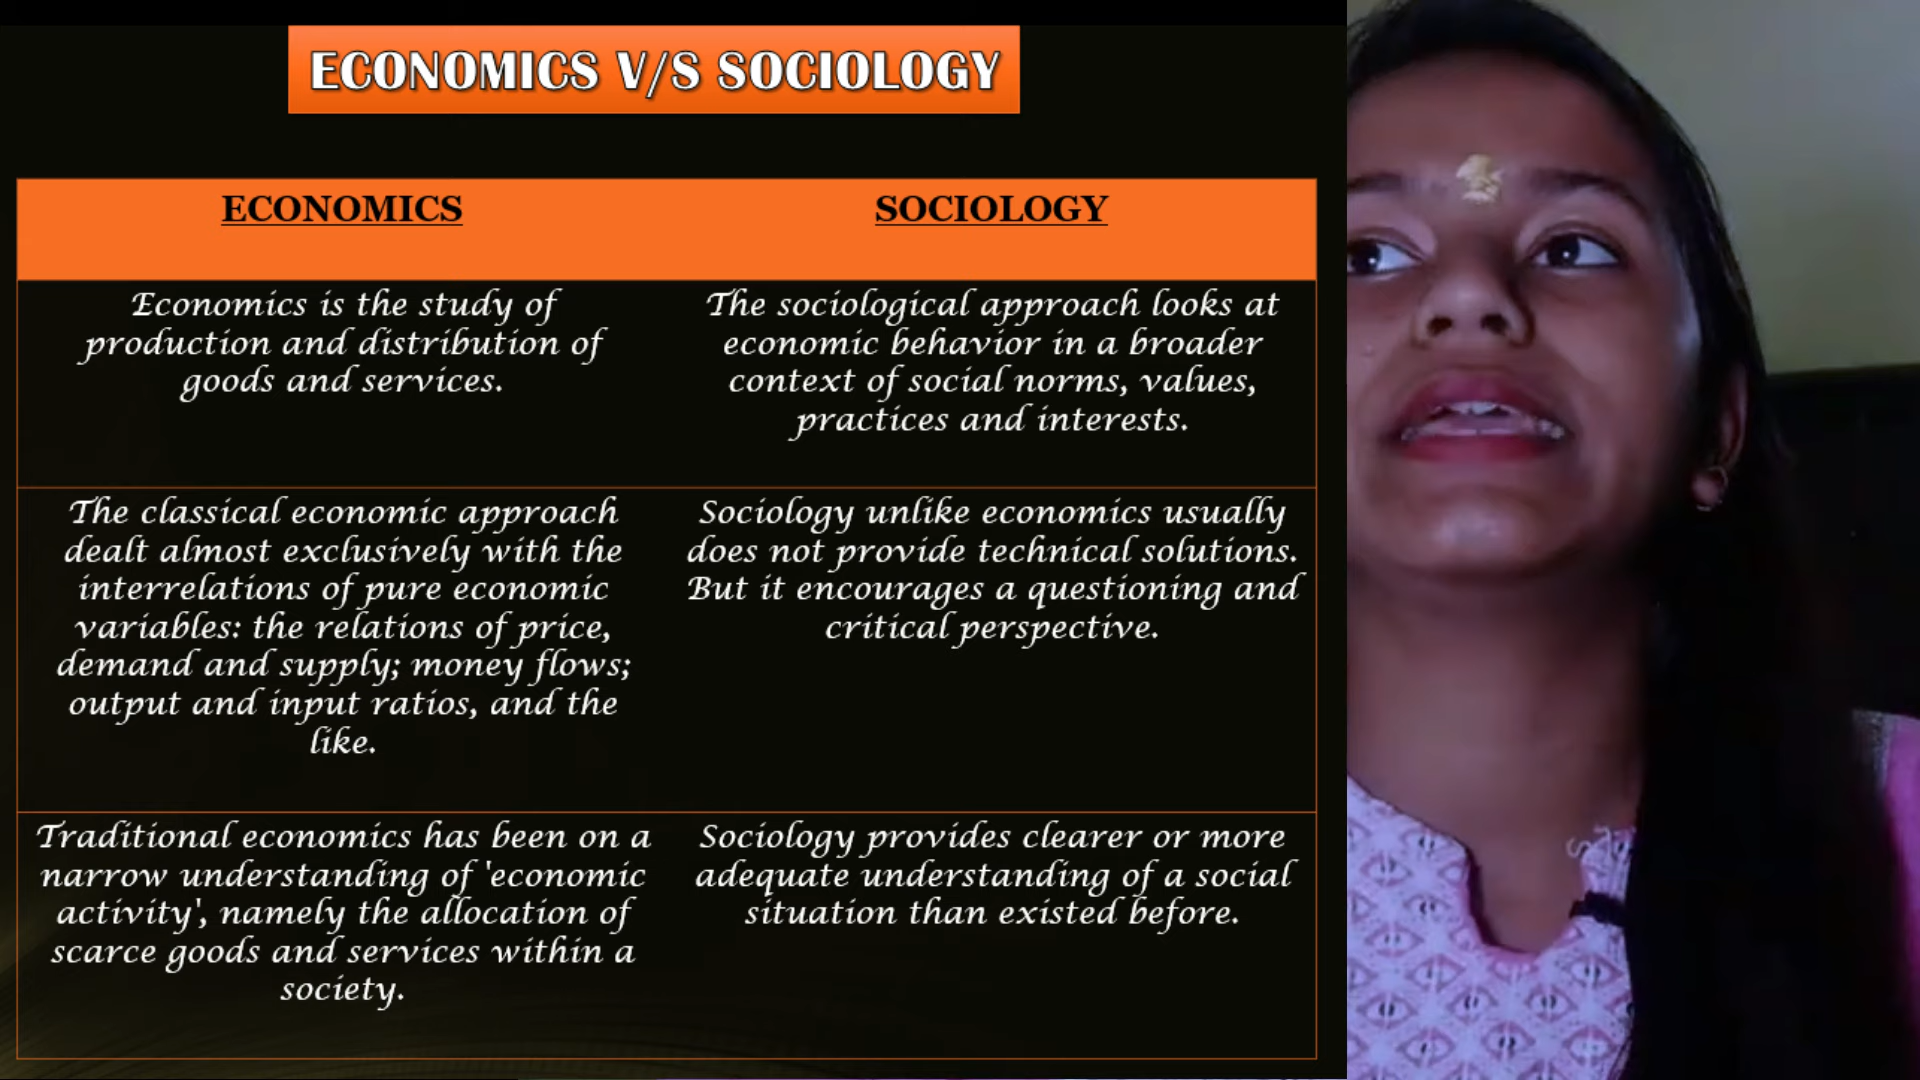 ECONOMICS V/S SOCIOLOGY
ECONOMICS
SOCIOLOGY
Economics is the study of
production and distribution of
goods and services.
The sociological approach looks at
economic behavior in a broader
context of social norms, values,
practices and interests.
The classical economic approach
dealt almost exclusively with the
interrelations of pure economic
variables: the relations of price,
demand and supply; money flows;
output and input ratios, and the
like.
Sociology unlike economics usually
does not provide technical solutions.
But it encourages a questioning and
critical perspective.
Traditional economics has been on a
narrow understanding of 'economic
activity', namely the allocation of
scarce goods and services within a
society.
Sociology provides clearer or more
adequate understanding of a social
situation than existed before.